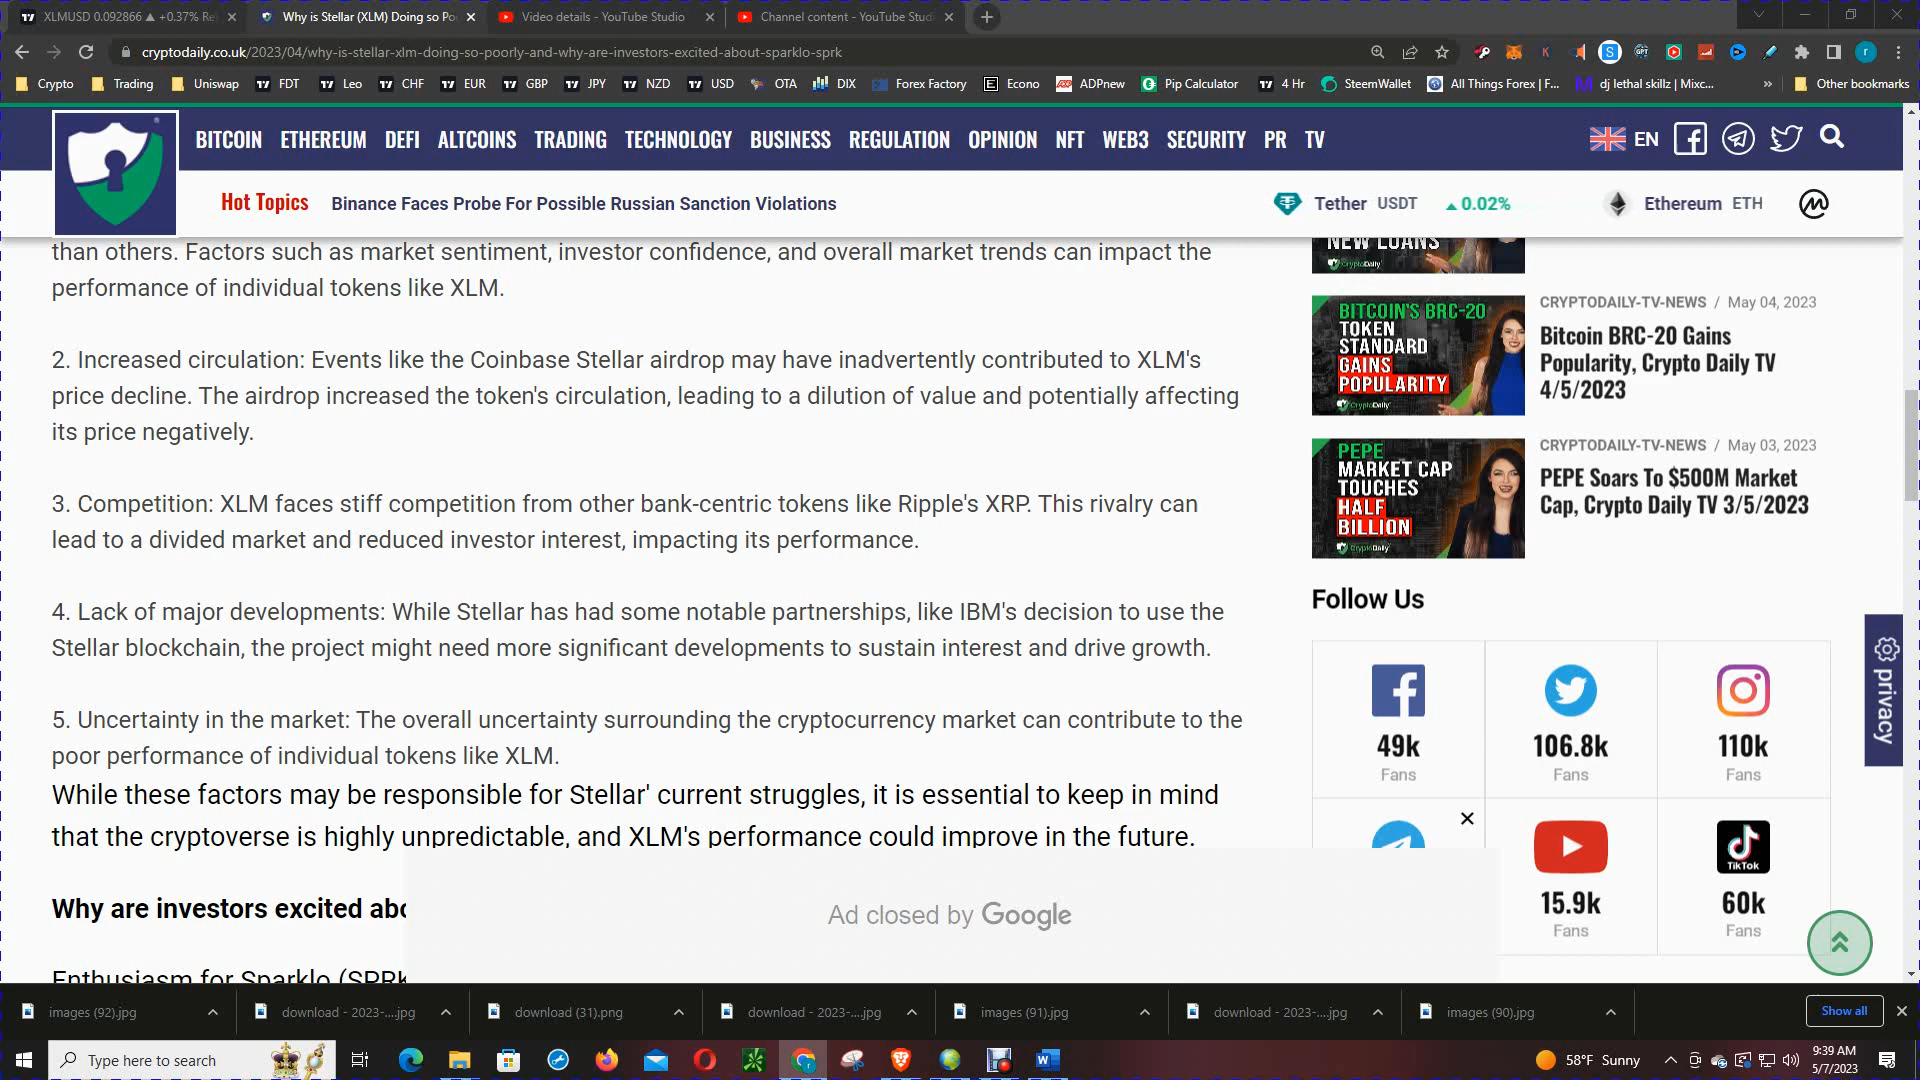 XLMUSD 0.092866 ▲ +0.37%
Why is Stellar (XLM) Doing so Po
Video details - YouTube Studio
Channel content - YouTube Studi
cryptodaily.co.uk/2023/04/why-is-stellar-xlm-doing-so-poorly-and-why-are-investors-excited-about-sparklo-sprk
Crypto Trading Uniswap FDT Leo CHF EUR GBP JPY NZD USD OTA DIX Forex Factory Econo ADPnew Pip Calculator 4 Hr SteemWallet All Things Forex | F... dj lethal skillz | Mixc... » Other bookmarks
BITCOIN ETHEREUM DEFI ALTCOINS TRADING TECHNOLOGY BUSINESS REGULATION OPINION NFT WEB3 SECURITY PR TV EN
Hot Topics Binance Faces Probe For Possible Russian Sanction Violations Tether USDT ▲ 0.02% Ethereum ETH
than others. Factors such as market sentiment, investor confidence, and overall market trends can impact the
performance of individual tokens like XLM.
2. Increased circulation: Events like the Coinbase Stellar airdrop may have inadvertently contributed to XLM's
price decline. The airdrop increased the token's circulation, leading to a dilution of value and potentially affecting
its price negatively.
3. Competition: XLM faces stiff competition from other bank-centric tokens like Ripple's XRP. This rivalry can
lead to a divided market and reduced investor interest, impacting its performance.
4. Lack of major developments: While Stellar has had some notable partnerships, like IBM's decision to use the
Stellar blockchain, the project might need more significant developments to sustain interest and drive growth.
5. Uncertainty in the market: The overall uncertainty surrounding the cryptocurrency market can contribute to the
poor performance of individual tokens like XLM.
While these factors may be responsible for Stellar' current struggles, it is essential to keep in mind
that the cryptoverse is highly unpredictable, and XLM's performance could improve in the future.
Why are investors excited abo
Enthusiasm for Sparklo (SPRK
Ad closed by Google
NEW LOANS
CryptoDaily
BITCOIN'S BRC-20
TOKEN
STANDARD
GAINS
POPULARITY
CryptoDaily
CRYPTODAILY-TV-NEWS / May 04, 2023
Bitcoin BRC-20 Gains
Popularity, Crypto Daily TV
4/5/2023
PEPE
MARKET CAP
TOUCHES
HALF
BILLION
CryptoDaily
CRYPTODAILY-TV-NEWS / May 03, 2023
PEPE Soars To $500M Market
Cap, Crypto Daily TV 3/5/2023
Follow Us
49k 106.8k 110k
Fans Fans Fans
TikTok
15.9k 60k
Fans Fans
privacy
images (92).jpg download - 2023-....jpg download (31).png download - 2023-....jpg images (91).jpg download - 2023-....jpg images (90).jpg Show all
Type here to search 58°F Sunny 9:39 AM
5/7/2023